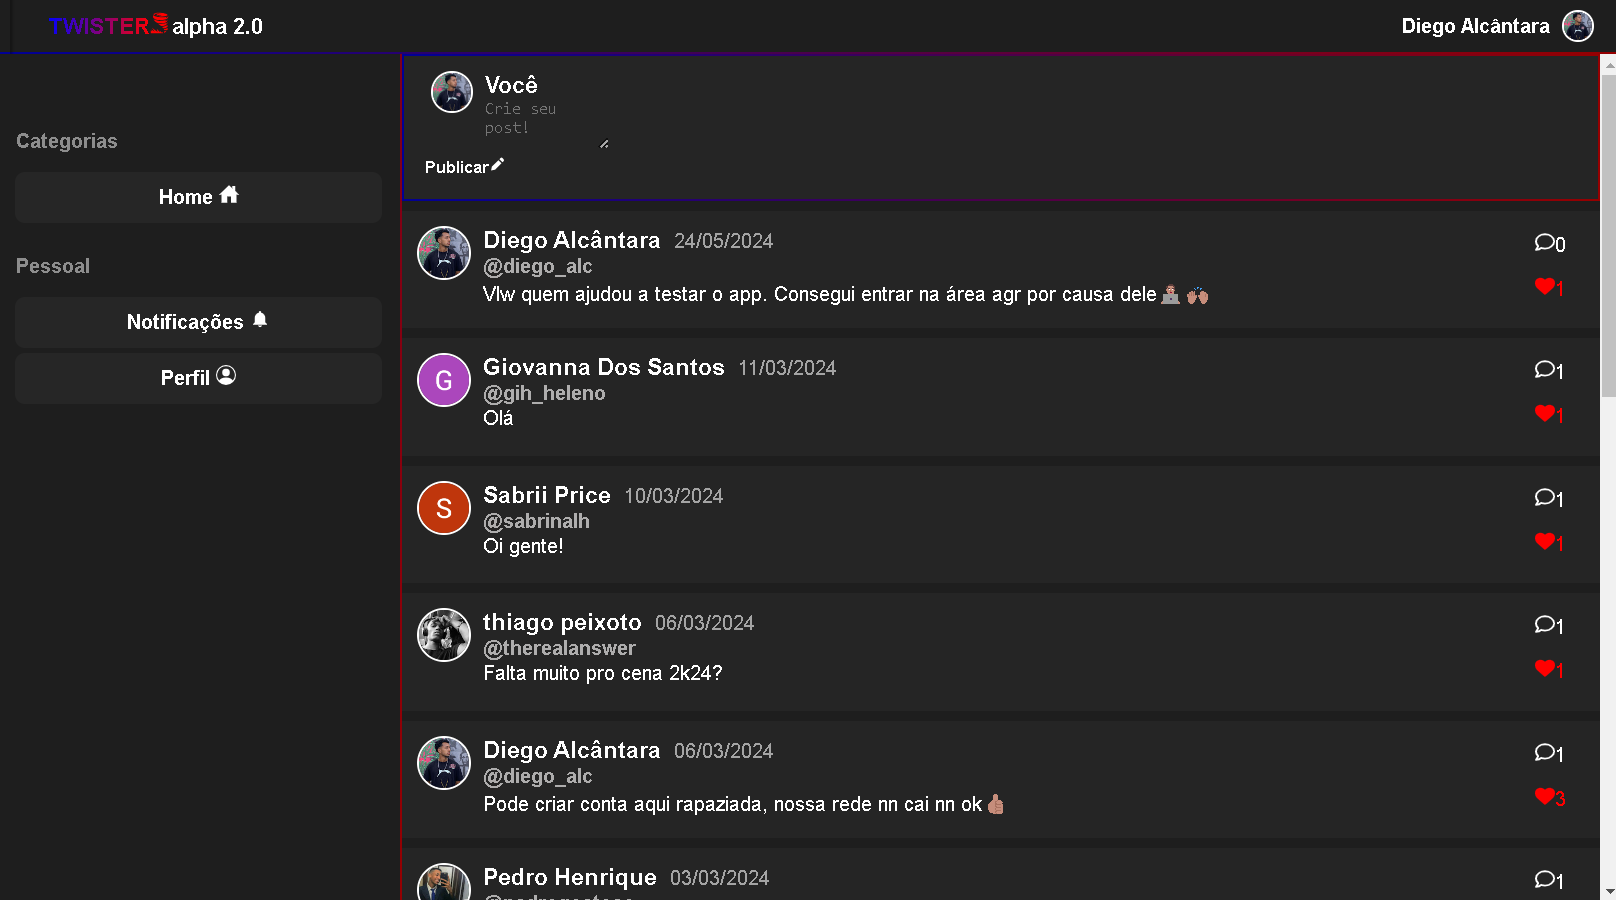 TWISTER alpha 2.0
Diego Alcântara
Categorias
Home
Pessoal
Notificações
Perfil
Você
Crie seu
post!
Publicar
Diego Alcântara 24/05/2024
0
@diego_alc
Vlw quem ajudou a testar o app. Consegui entrar na área agr por causa dele👨🏽‍💻 🙌🏽
1
G
Giovanna Dos Santos 11/03/2024
1
@gih_heleno
Olá
1
S
Sabrii Price 10/03/2024
1
@sabrinalh
Oi gente!
1
thiago peixoto 06/03/2024
1
@therealanswer
Falta muito pro cena 2k24?
1
Diego Alcântara 06/03/2024
1
@diego_alc
Pode criar conta aqui rapaziada, nossa rede nn cai nn ok👍🏽
3
Pedro Henrique 03/03/2024
1